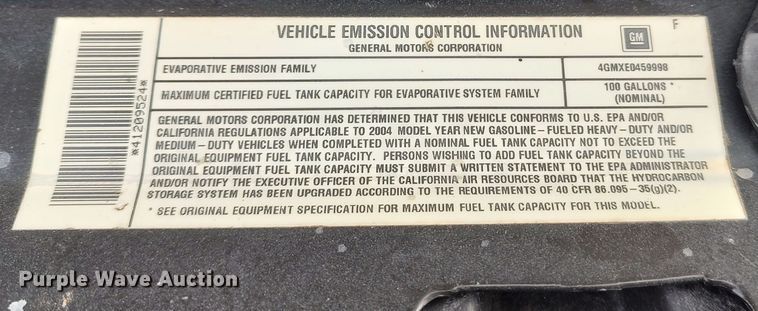 VEHICLE EMISSION CONTROL INFORMATION
GENERAL MOTORS CORPORATION
GM
F
EVAPORATIVE EMISSION FAMILY 4GMXE0459998
MAXIMUM CERTIFIED FUEL TANK CAPACITY FOR EVAPORATIVE SYSTEM FAMILY 100 GALLONS *
(NOMINAL)
GENERAL MOTORS CORPORATION HAS DETERMINED THAT THIS VEHICLE CONFORMS TO U.S. EPA AND/OR
CALIFORNIA REGULATIONS APPLICABLE TO 2004 MODEL YEAR NEW GASOLINE-FUELED HEAVY-DUTY AND/OR
MEDIUM-DUTY VEHICLES WHEN COMPLETED WITH A NOMINAL FUEL TANK CAPACITY NOT TO EXCEED THE
ORIGINAL EQUIPMENT FUEL TANK CAPACITY. PERSONS WISHING TO ADD FUEL TANK CAPACITY BEYOND THE
ORIGINAL EQUIPMENT FUEL TANK CAPACITY MUST SUBMIT A WRITTEN STATEMENT TO THE EPA ADMINISTRATOR
AND/OR NOTIFY THE EXECUTIVE OFFICER OF THE CALIFORNIA AIR RESOURCES BOARD THAT THE HYDROCARBON
STORAGE SYSTEM HAS BEEN UPGRADED ACCORDING TO THE REQUIREMENTS OF 40 CFR 86.095-35(g)(2).
* SEE ORIGINAL EQUIPMENT SPECIFICATION FOR MAXIMUM FUEL TANK CAPACITY FOR THIS MODEL.
*41209524*
Purple Wave Auction